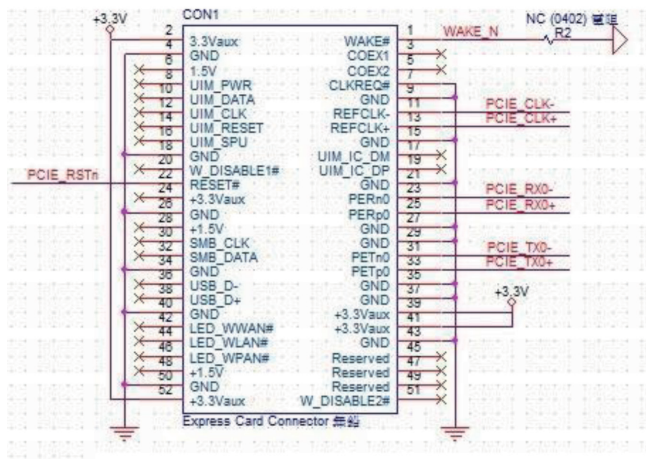 CON1
+3.3V
NC (0402)
R2
WAKE_N
2 3.3Vaux WAKE# 1
4 GND COEX1 3
6 1.5V COEX2 5
8 UIM_PWR CLKREQ# 7
10 UIM_DATA GND 9
12 UIM_CLK REFCLK- 11 PCIE_CLK-
14 UIM_RESET REFCLK+ 13 PCIE_CLK+
16 UIM_SPU GND 15
18 GND UIM_IC_DM 17
20 W_DISABLE1# UIM_IC_DP 19
PCIE_RSTn 22 RESET# GND 21
24 +3.3Vaux PERn0 23 PCIE_RX0-
26 GND PERp0 25 PCIE_RX0+
28 +1.5V GND 27
30 SMB_CLK GND 29
32 SMB_DATA PETn0 31 PCIE_TX0-
34 GND PETp0 33 PCIE_TX0+
36 USB_D- GND 35
38 USB_D+ GND 37
40 GND +3.3Vaux 39 +3.3V
42 LED_WWAN# +3.3Vaux 41
44 LED_WLAN# GND 43
46 LED_WPAN# Reserved 45
48 +1.5V Reserved 47
50 GND Reserved 49
52 +3.3Vaux W_DISABLE2# 51
Express Card Connector